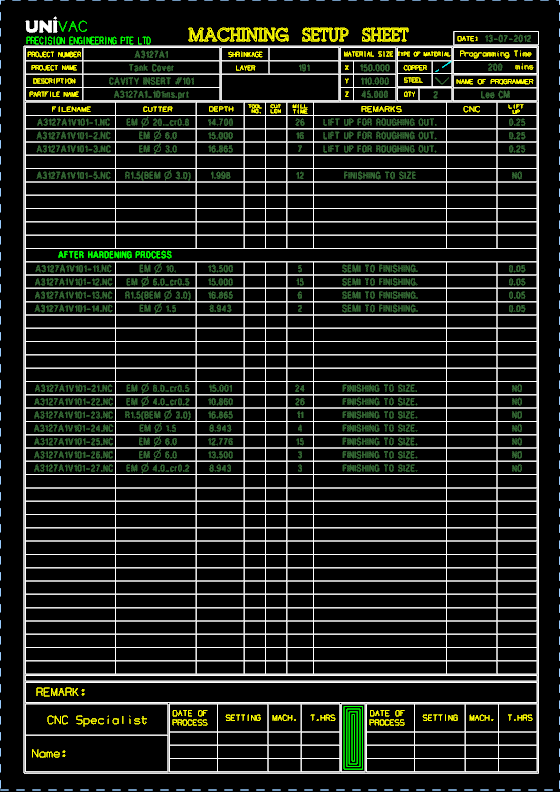 UNiVAC
PRECISION ENGINEERING PTE LTD
MACHINING SETUP SHEET
DATE: 13-07-2012
PROJECT NUMBER A3127A1 SHRINKAGE MATERIAL SIZE TYPE OF MATERIAL Programming Time
PROJECT NAME Tank Cover LAYER 191 X 150.000 COPPER 200 mins
DESCRIPTION CAVITY INSERT #101 Y 110.000 STEEL NAME OF PROGRAMMER
PARTFILE NAME Z 45.000 QTY 2 Lee CM
FILENAME CUTTER DEPTH TOOL NO. CUT LEN MILL TIME REMARKS CNC LIFT UP
A3127A1V101-1.NC EM Ø 20._cr0.8 14.700 26 LIFT UP FOR ROUGHING OUT. 0.25
A3127A1V101-2.NC EM Ø 6.0 15.000 16 LIFT UP FOR ROUGHING OUT. 0.25
A3127A1V101-3.NC EM Ø 3.0 16.865 7 LIFT UP FOR ROUGHING OUT. 0.25
A3127A1V101-5.NC R1.5(BEM Ø 3.0) 1.998 12 FINISHING TO SIZE NO
AFTER HARDENING PROCESS
A3127A1V101-11.NC EM Ø 10. 13.500 5 SEMI TO FINISHING. 0.05
A3127A1V101-12.NC EM Ø 6.0_cr0.5 15.000 15 SEMI TO FINISHING. 0.05
A3127A1V101-13.NC R1.5(BEM Ø 3.0) 16.865 6 SEMI TO FINISHING. 0.05
A3127A1V101-14.NC EM Ø 1.5 8.943 2 SEMI TO FINISHING. 0.05
A3127A1V101-21.NC EM Ø 6.0_cr0.5 15.001 24 FINISHING TO SIZE. NO
A3127A1V101-22.NC EM Ø 4.0_cr0.2 10.860 26 FINISHING TO SIZE. NO
A3127A1V101-23.NC R1.5(BEM Ø 3.0) 16.865 11 FINISHING TO SIZE. NO
A3127A1V101-24.NC EM Ø 1.5 8.943 4 FINISHING TO SIZE. NO
A3127A1V101-25.NC EM Ø 6.0 12.776 15 FINISHING TO SIZE. NO
A3127A1V101-26.NC EM Ø 6.0 13.500 3 FINISHING TO SIZE. NO
A3127A1V101-27.NC EM Ø 4.0_cr0.2 8.943 3 FINISHING TO SIZE. NO
REMARK:
CNC Specialist DATE OF PROCESS SETTING MACH. T.HRS DATE OF PROCESS SETTING MACH. T.HRS
Name: